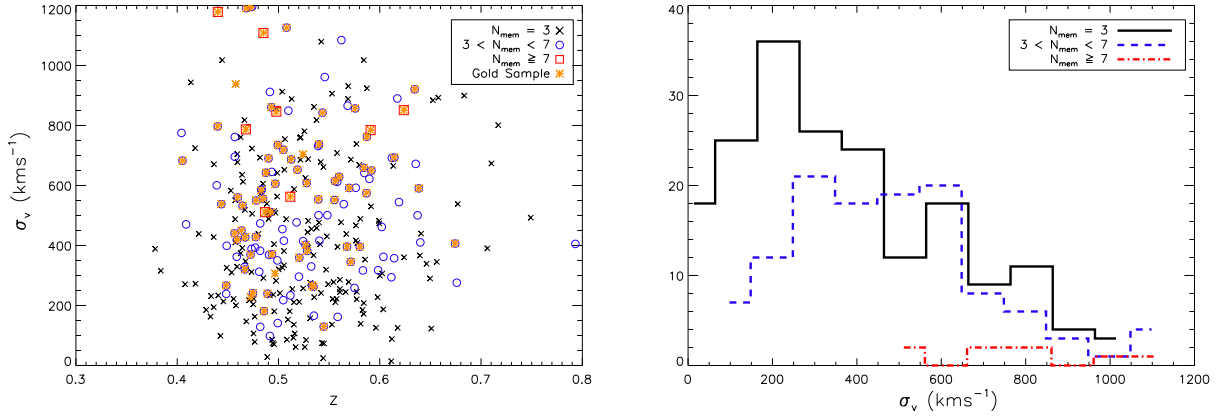 1200
1000
800
600
400
200
0
σv (kms⁻¹)
0.3 0.4 0.5 0.6 0.7 0.8
z
Nmem = 3
3 < Nmem < 7
Nmem ≧ 7
Gold Sample
40
30
20
10
0
0 200 400 600 800 1000 1200
σv (kms⁻¹)
Nmem = 3
3 < Nmem < 7
Nmem ≧ 7